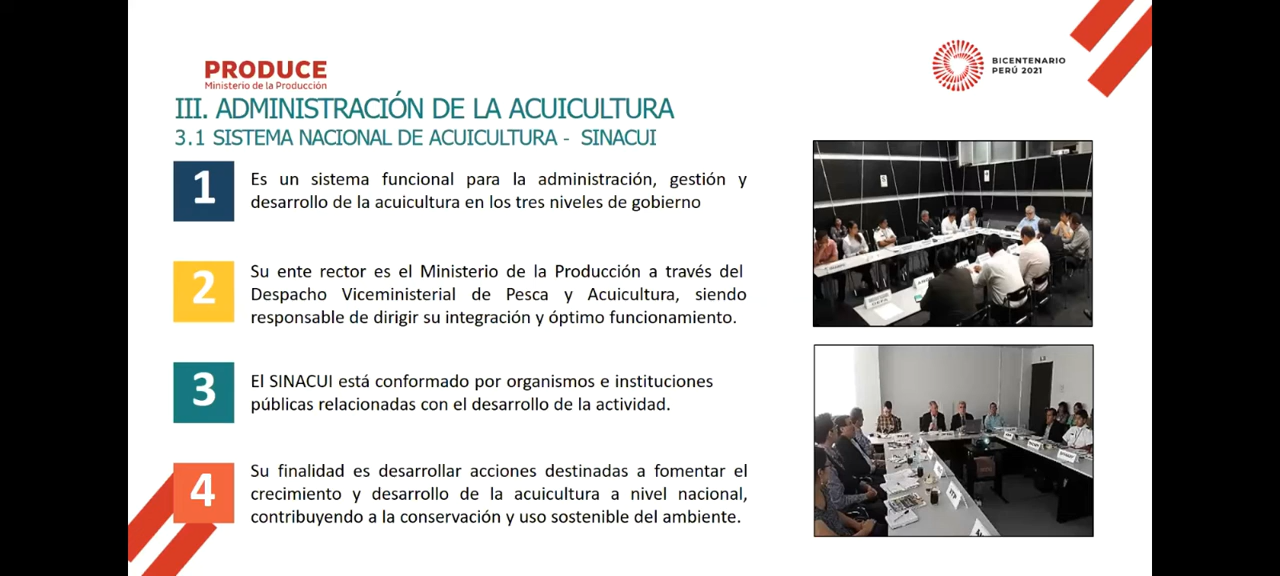 PRODUCE
Ministerio de la Producción
BICENTENARIO
PERÚ 2021
III. ADMINISTRACIÓN DE LA ACUICULTURA
3.1 SISTEMA NACIONAL DE ACUICULTURA - SINACUI
1
Es un sistema funcional para la administración, gestión y
desarrollo de la acuicultura en los tres niveles de gobierno
2
Su ente rector es el Ministerio de la Producción a través del
Despacho Viceministerial de Pesca y Acuicultura, siendo
responsable de dirigir su integración y óptimo funcionamiento.
3
El SINACUI está conformado por organismos e instituciones
públicas relacionadas con el desarrollo de la actividad.
4
Su finalidad es desarrollar acciones destinadas a fomentar el
crecimiento y desarrollo de la acuicultura a nivel nacional,
contribuyendo a la conservación y uso sostenible del ambiente.